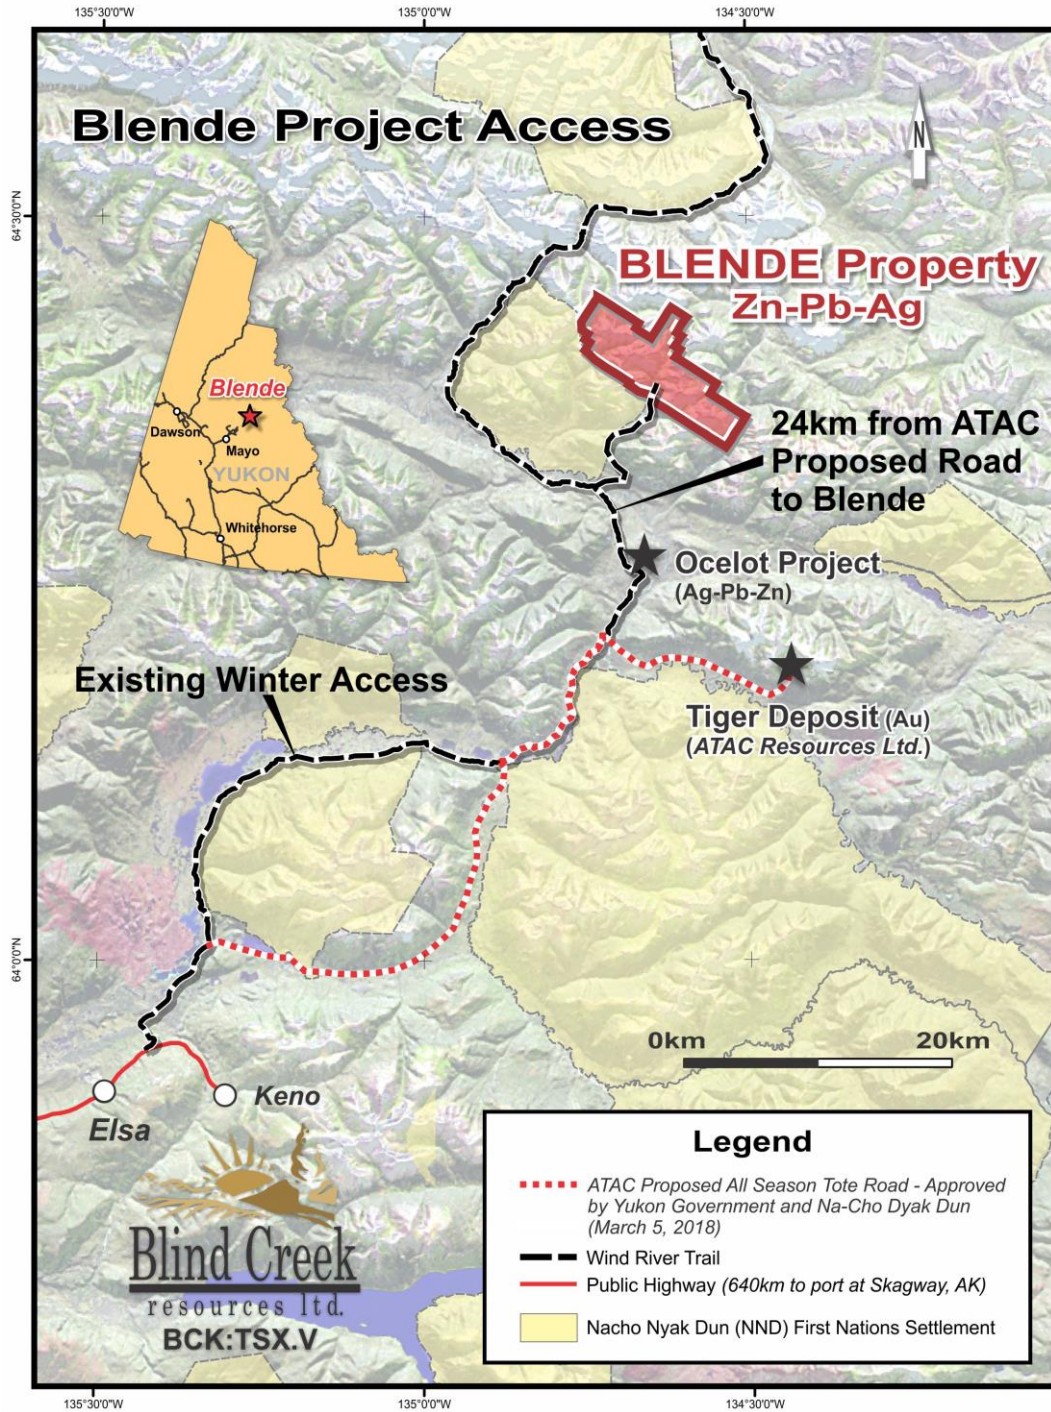 135°30'0"W
135°0'0"W
134°30'0"W
Blende Project Access
N
64°30'0"N
BLENDE Property
Zn-Pb-Ag
Blende
Dawson
Mayo
YUKON
Whitehorse
24km from ATAC
Proposed Road
to Blende
Ocelot Project
(Ag-Pb-Zn)
Existing Winter Access
Tiger Deposit (Au)
(ATAC Resources Ltd.)
64°0'0"N
0km
20km
Keno
Elsa
Legend
ATAC Proposed All Season Tote Road - Approved
by Yukon Government and Na-Cho Dyak Dun
(March 5, 2018)
Wind River Trail
Public Highway (640km to port at Skagway, AK)
Nacho Nyak Dun (NND) First Nations Settlement
Blind Creek
resources ltd.
BCK:TSX.V
135°30'0"W
135°0'0"W
134°30'0"W